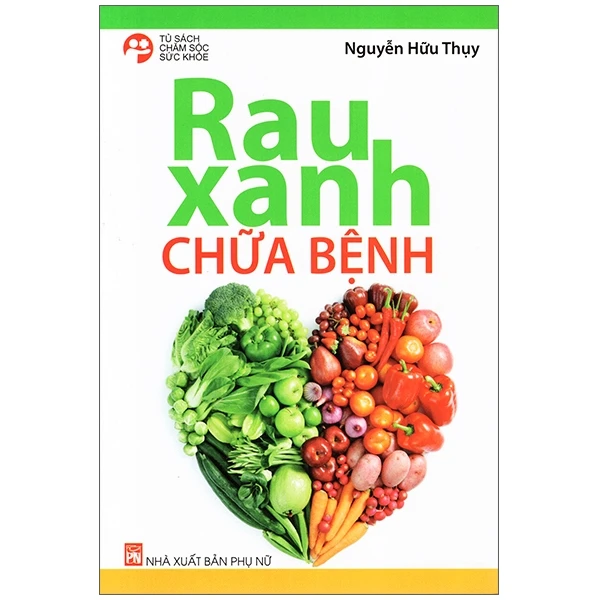 TỦ SÁCH
CHĂM SÓC
SỨC KHỎE
Nguyễn Hữu Thụy
Rau
xanh
CHỮA BỆNH
PN
NHÀ XUẤT BẢN PHỤ NỮ